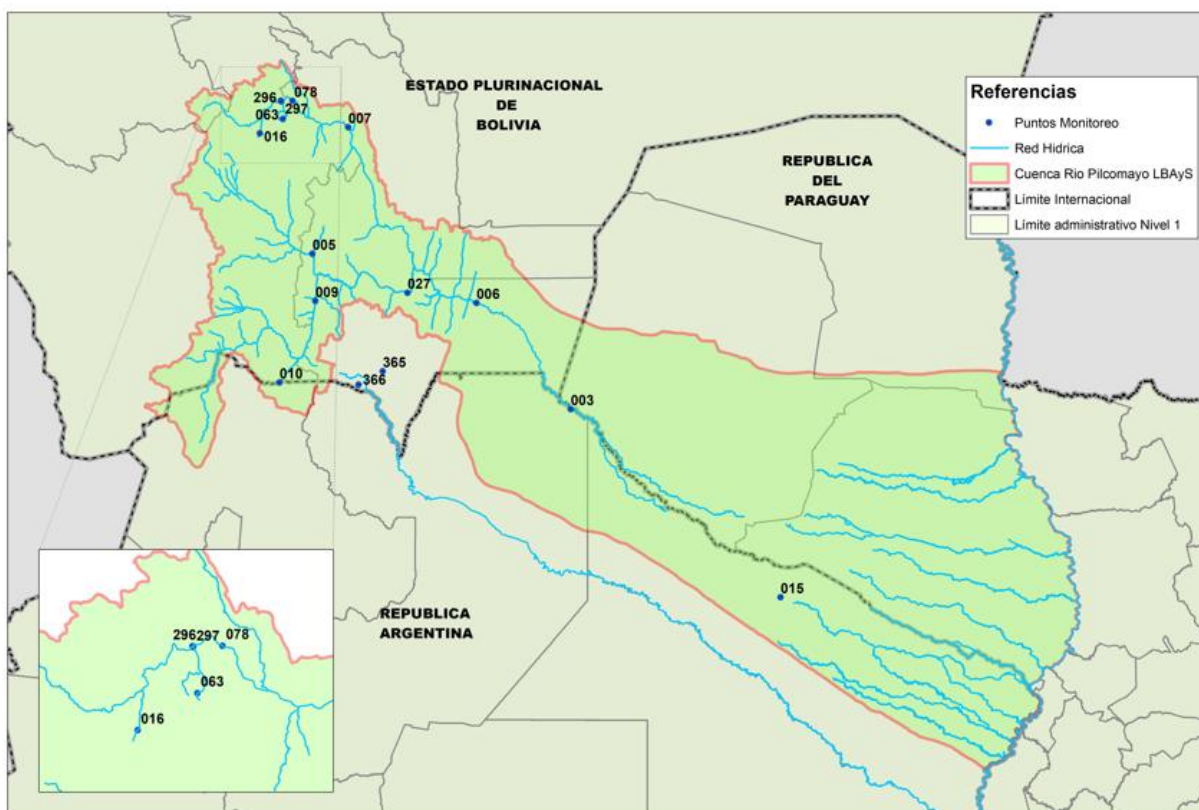 ESTADO PLURINACIONAL
DE
BOLIVIA
REPUBLICA
DEL
PARAGUAY
Referencias
Puntos Monitoreo
Red Hídrica
Cuenca Rio Pilcomayo LBAyS
Límite Internacional
Límite administrativo Nivel 1
296
078
297
063
016
007
005
027
009
006
365
366
010
003
015
REPUBLICA
ARGENTINA
296297
078
063
016